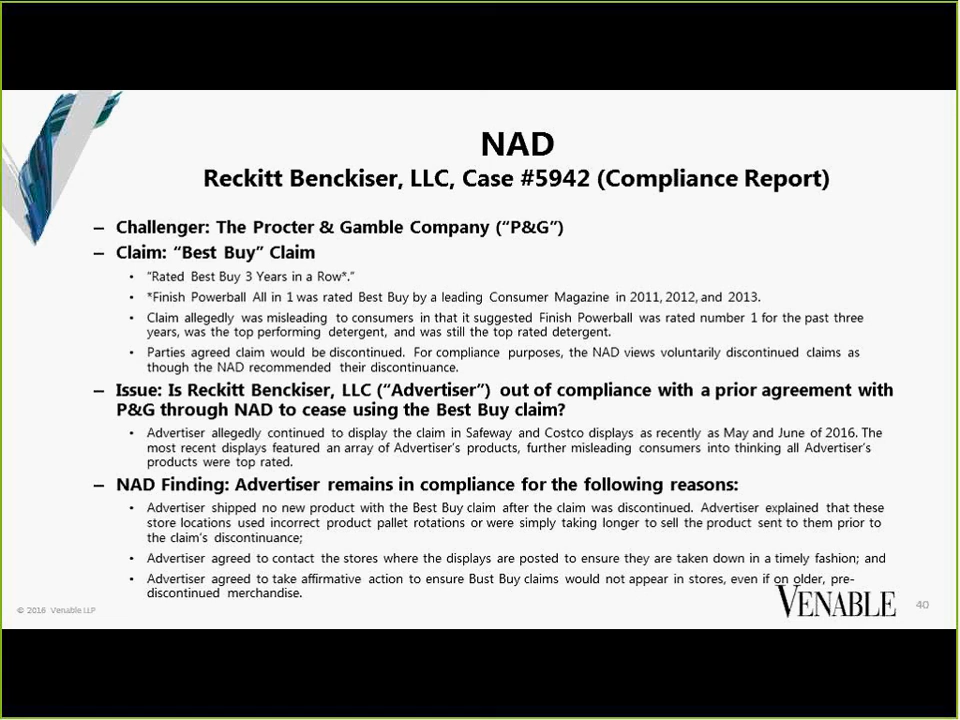 NAD
Reckitt Benckiser, LLC, Case #5942 (Compliance Report)
– Challenger: The Procter & Gamble Company (“P&G”)
– Claim: “Best Buy” Claim
• “Rated Best Buy 3 Years in a Row*.”
• *Finish Powerball All in 1 was rated Best Buy by a leading Consumer Magazine in 2011, 2012, and 2013.
• Claim allegedly was misleading to consumers in that it suggested Finish Powerball was rated number 1 for the past three
years, was the top performing detergent, and was still the top rated detergent.
• Parties agreed claim would be discontinued. For compliance purposes, the NAD views voluntarily discontinued claims as
though the NAD recommended their discontinuance.
– Issue: Is Reckitt Benckiser, LLC (“Advertiser”) out of compliance with a prior agreement with
P&G through NAD to cease using the Best Buy claim?
• Advertiser allegedly continued to display the claim in Safeway and Costco displays as recently as May and June of 2016. The
most recent displays featured an array of Advertiser’s products, further misleading consumers into thinking all Advertiser’s
products were top rated.
– NAD Finding: Advertiser remains in compliance for the following reasons:
• Advertiser shipped no new product with the Best Buy claim after the claim was discontinued. Advertiser explained that these
store locations used incorrect product pallet rotations or were simply taking longer to sell the product sent to them prior to
the claim’s discontinuance;
• Advertiser agreed to contact the stores where the displays are posted to ensure they are taken down in a timely fashion; and
• Advertiser agreed to take affirmative action to ensure Bust Buy claims would not appear in stores, even if on older, pre-
discontinued merchandise.
© 2016 Venable LLP
VENABLE
40